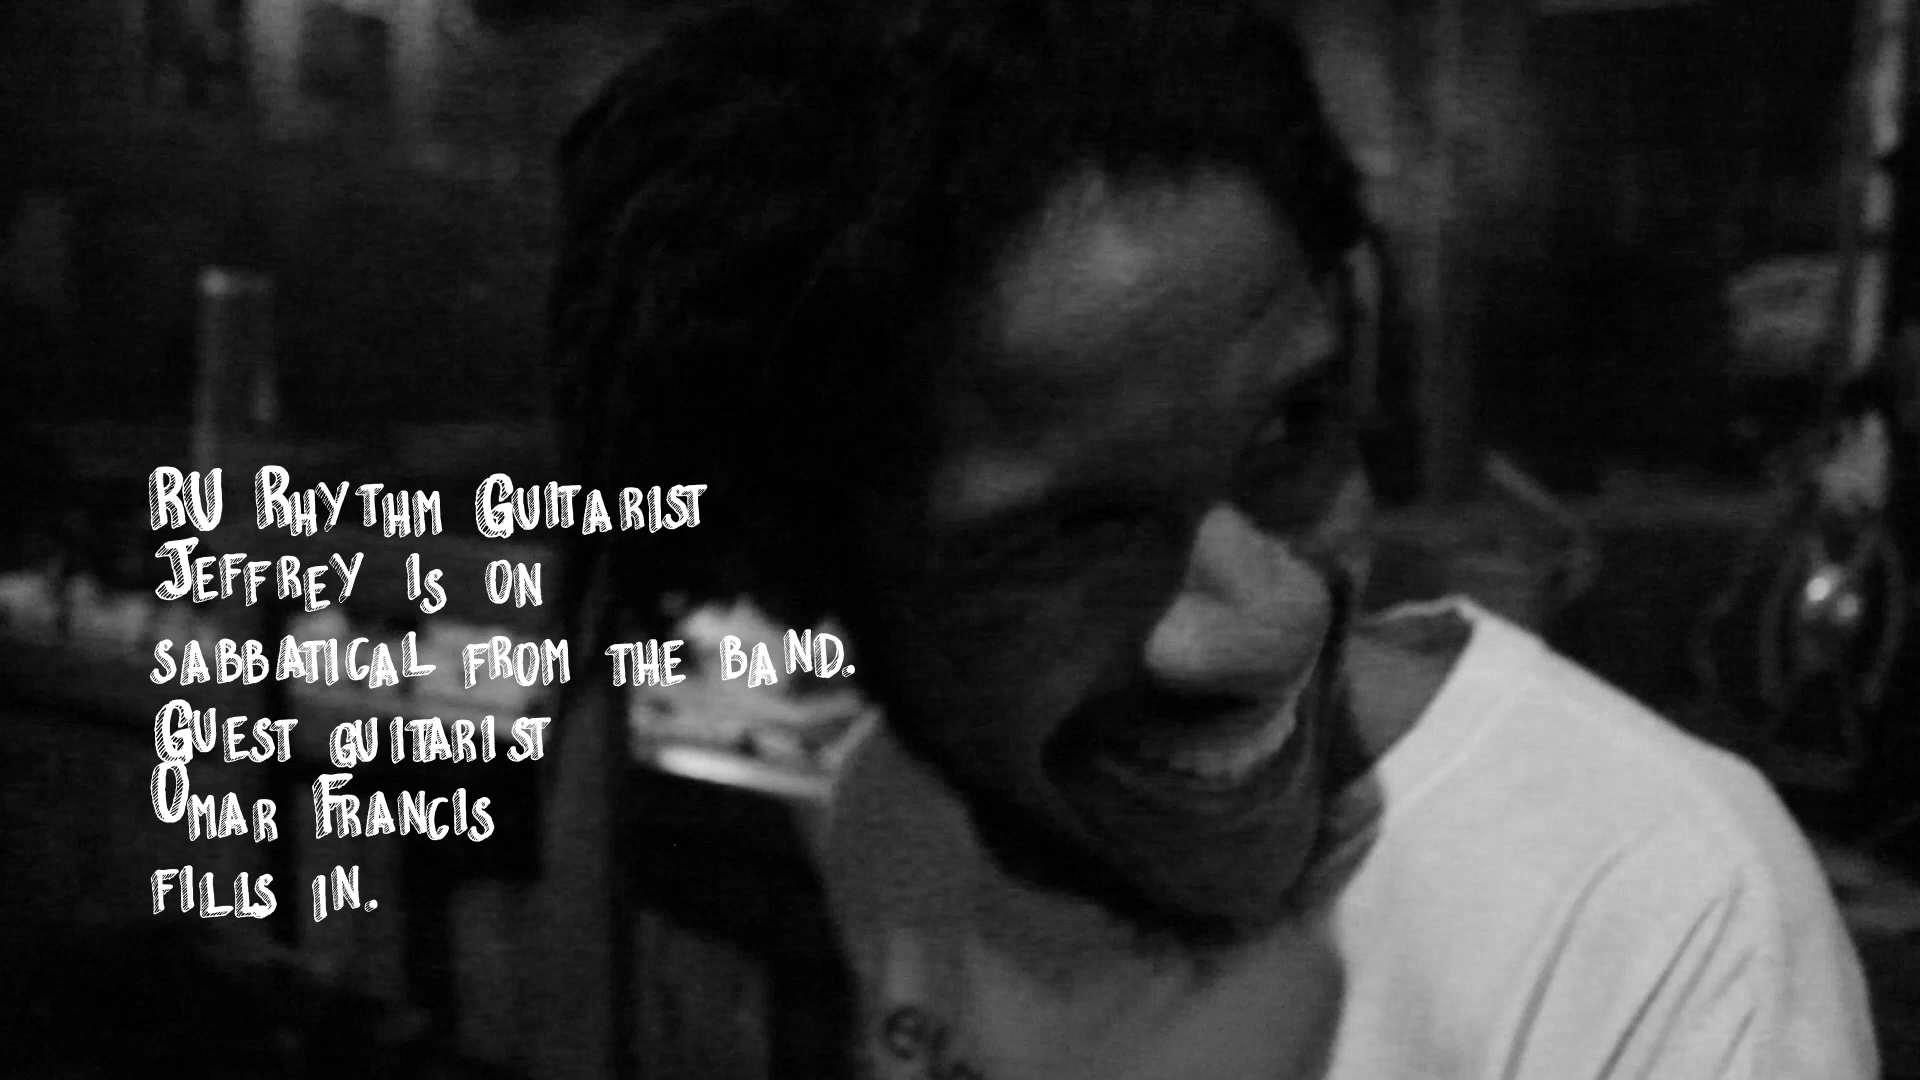 RU Rhythm Guitarist
Jeffrey is on
sabbatical from the band.
Guest guitarist
Omar Francis
fills in.